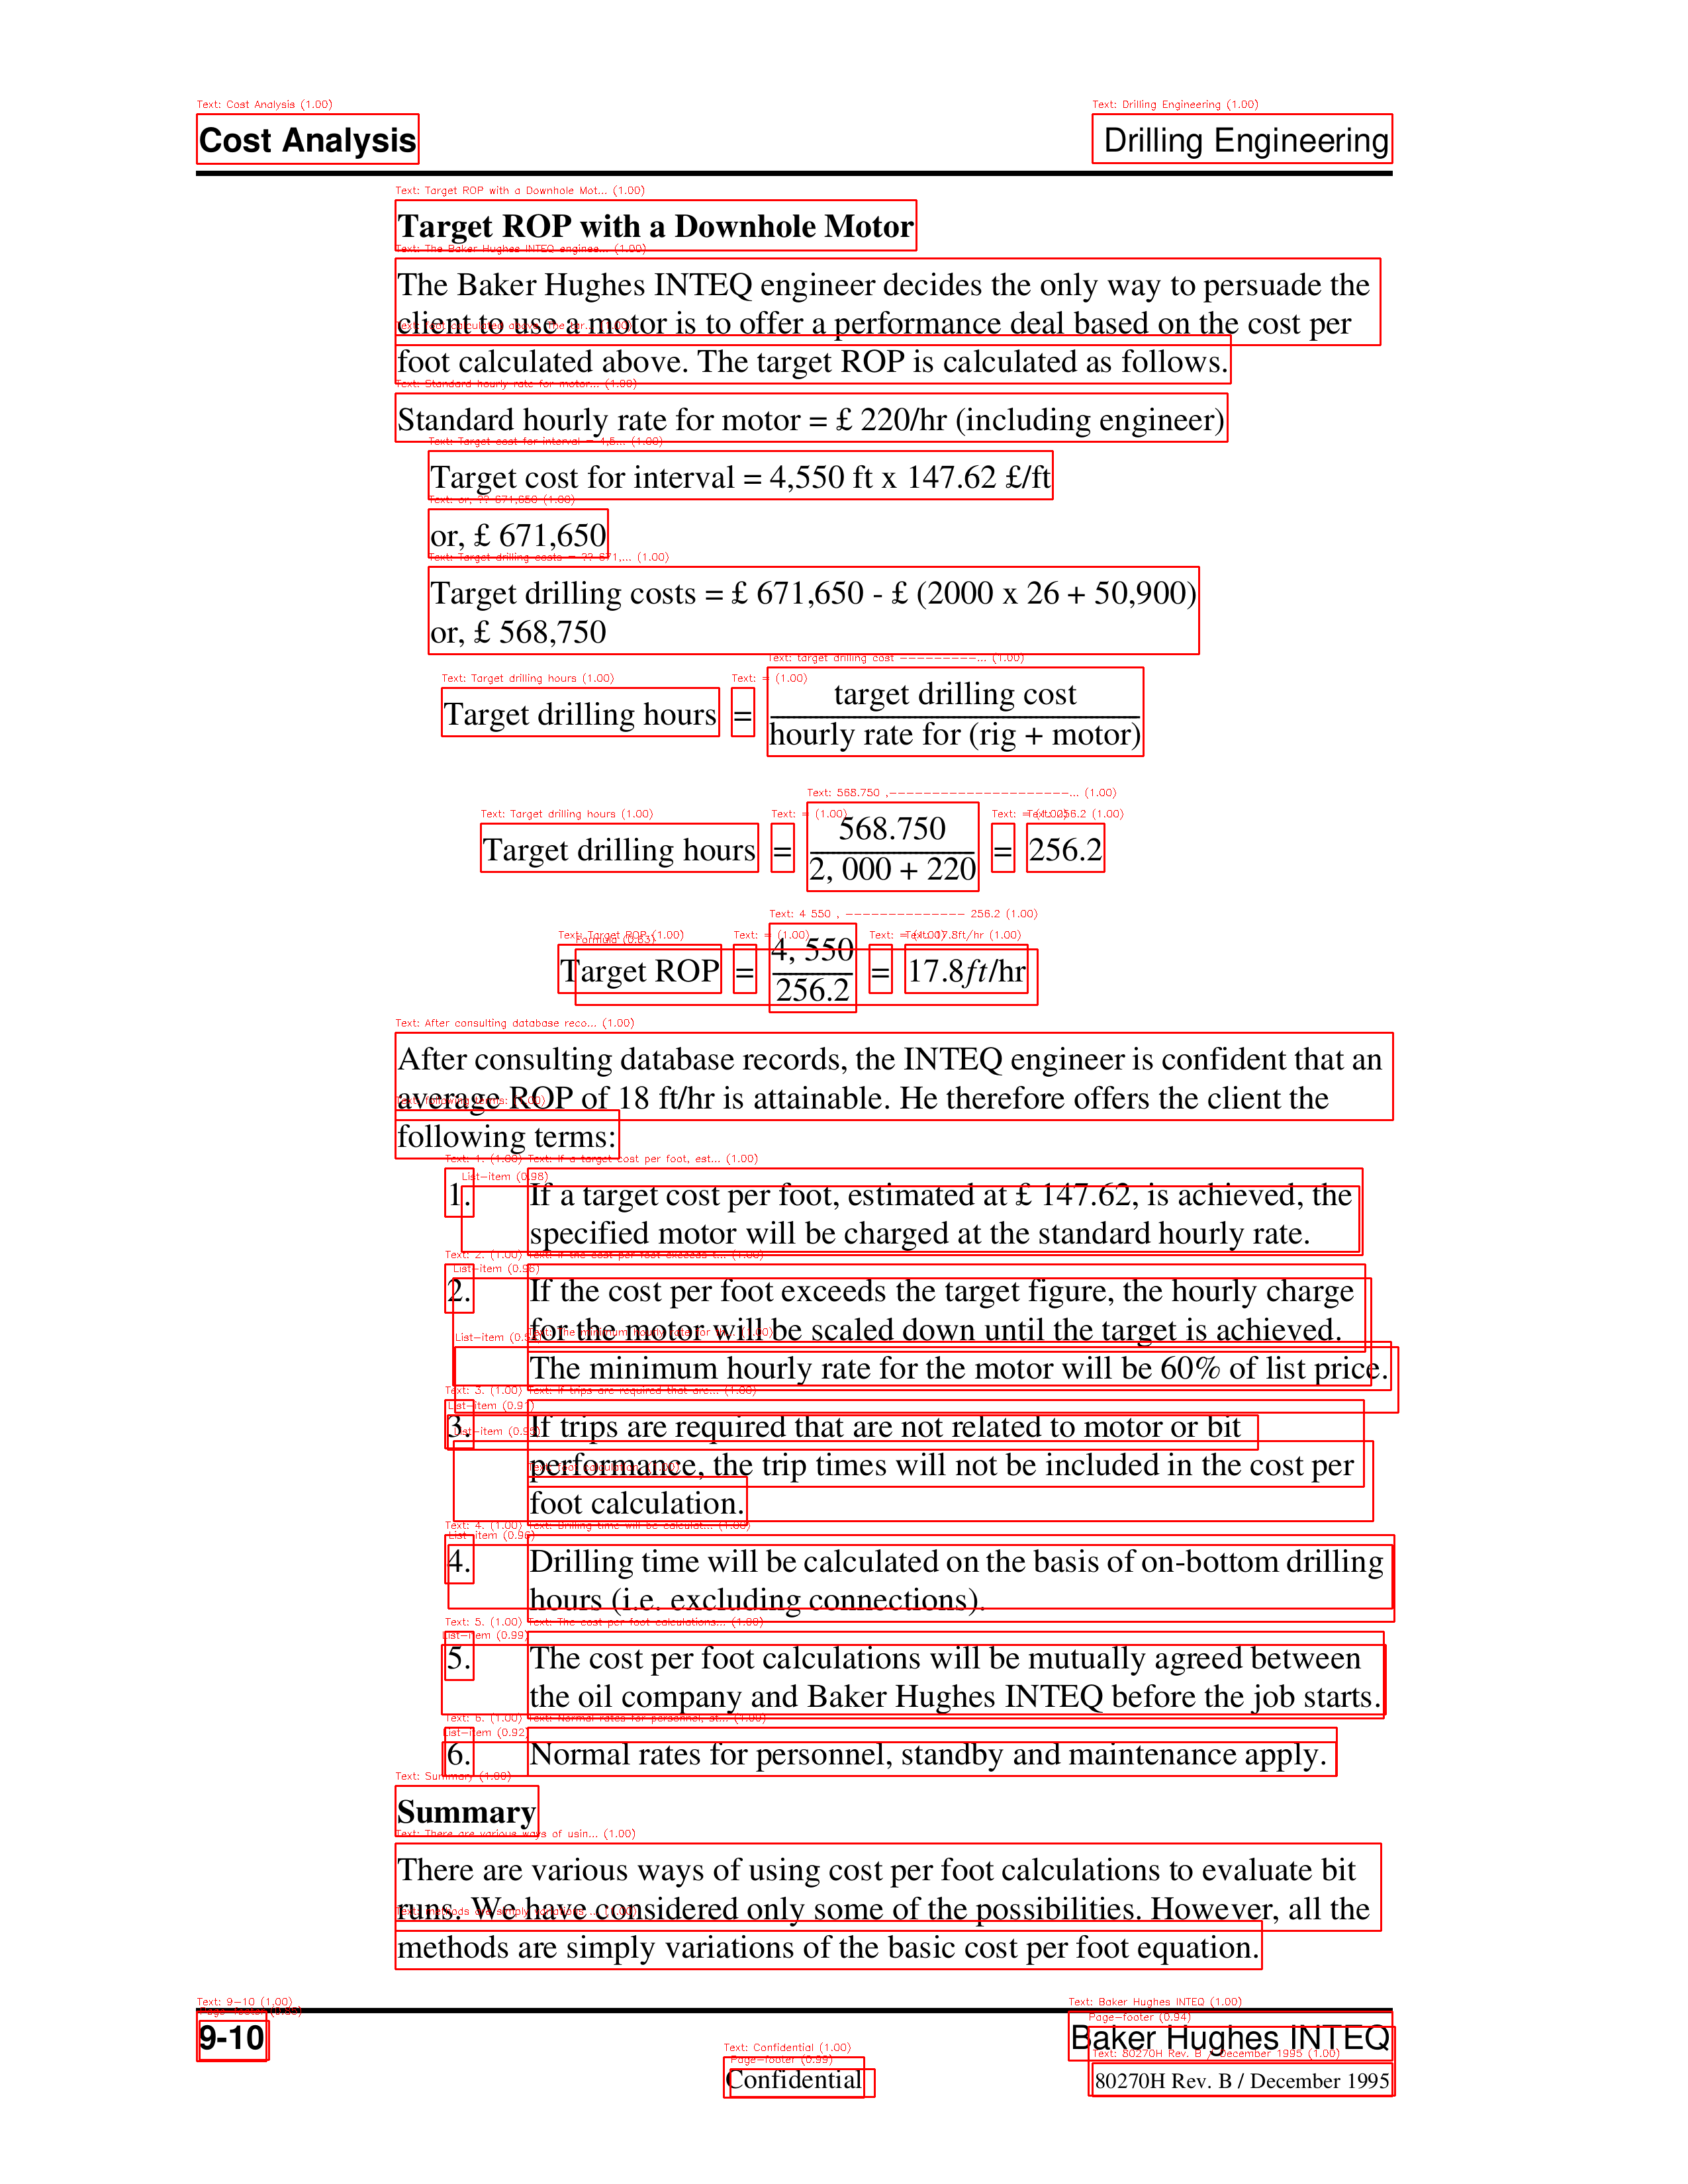 Cost Analysis
Drilling Engineering
Target ROP with a Downhole Motor
The Baker Hughes INTEQ engineer decides the only way to persuade the
client to use a motor is to offer a performance deal based on the cost per
foot calculated above. The target ROP is calculated as follows.
Standard hourly rate for motor = £ 220/hr (including engineer)
Target cost for interval = 4,550 ft x 147.62 £/ft
or, £ 671,650
Target drilling costs = £ 671,650 - £ (2000 x 26 + 50,900)
or, £ 568,750
target drilling cost
Target drilling hours =
hourly rate for (rig + motor)
568.750
Target drilling hours = = 256.2
2, 000 + 220
4, 550
Target ROP = = 17.8ft/hr
256.2
After consulting database records, the INTEQ engineer is confident that an
average ROP of 18 ft/hr is attainable. He therefore offers the client the
following terms:
1. If a target cost per foot, estimated at £ 147.62, is achieved, the
specified motor will be charged at the standard hourly rate.
2. If the cost per foot exceeds the target figure, the hourly charge
for the motor will be scaled down until the target is achieved.
The minimum hourly rate for the motor will be 60% of list price.
3. If trips are required that are not related to motor or bit
performance, the trip times will not be included in the cost per
foot calculation.
4. Drilling time will be calculated on the basis of on-bottom drilling
hours (i.e. excluding connections).
5. The cost per foot calculations will be mutually agreed between
the oil company and Baker Hughes INTEQ before the job starts.
6. Normal rates for personnel, standby and maintenance apply.
Summary
There are various ways of using cost per foot calculations to evaluate bit
runs. We have considered only some of the possibilities. However, all the
methods are simply variations of the basic cost per foot equation.
9-10
Baker Hughes INTEQ
Confidential
80270H Rev. B / December 1995